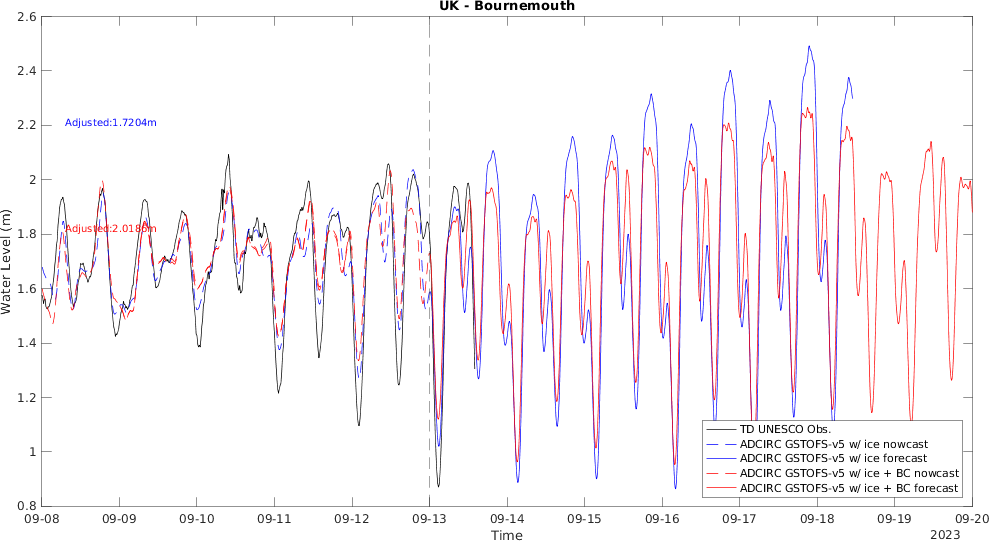 UK - Bournemouth
2.6
2.4
2.2
2
1.8
1.6
1.4
1.2
1
0.8
Water Level (m)
Adjusted:1.7204m
Adjusted:2.0186m
TD UNESCO Obs.
ADCIRC GSTOFS-v5 w/ ice nowcast
ADCIRC GSTOFS-v5 w/ ice forecast
ADCIRC GSTOFS-v5 w/ ice + BC nowcast
ADCIRC GSTOFS-v5 w/ ice + BC forecast
09-08 09-09 09-10 09-11 09-12 09-13 09-14 09-15 09-16 09-17 09-18 09-19 09-20
Time
2023